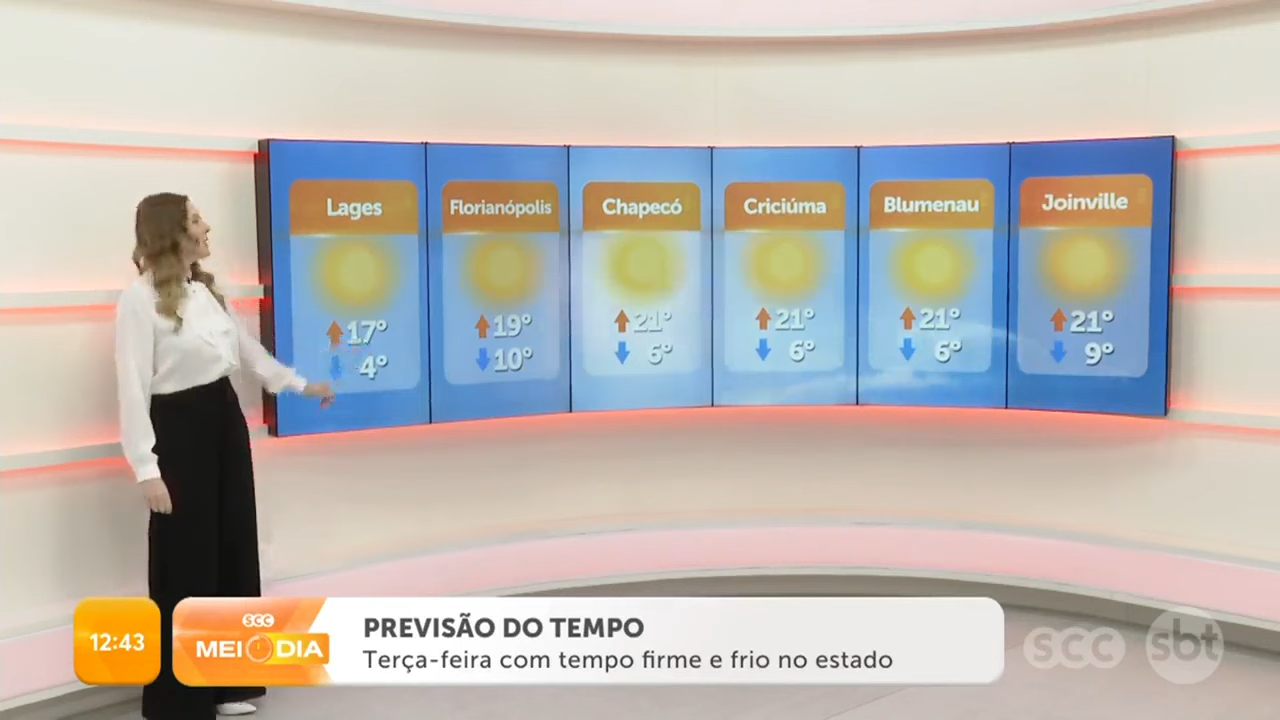 Lages
17°
4°
Florianópolis
19°
10°
Chapecó
21°
6°
Criciúma
21°
6°
Blumenau
21°
6°
Joinville
21°
9°
12:43
scc
MEIO DIA
PREVISÃO DO TEMPO
Terça-feira com tempo firme e frio no estado
scc
sbt